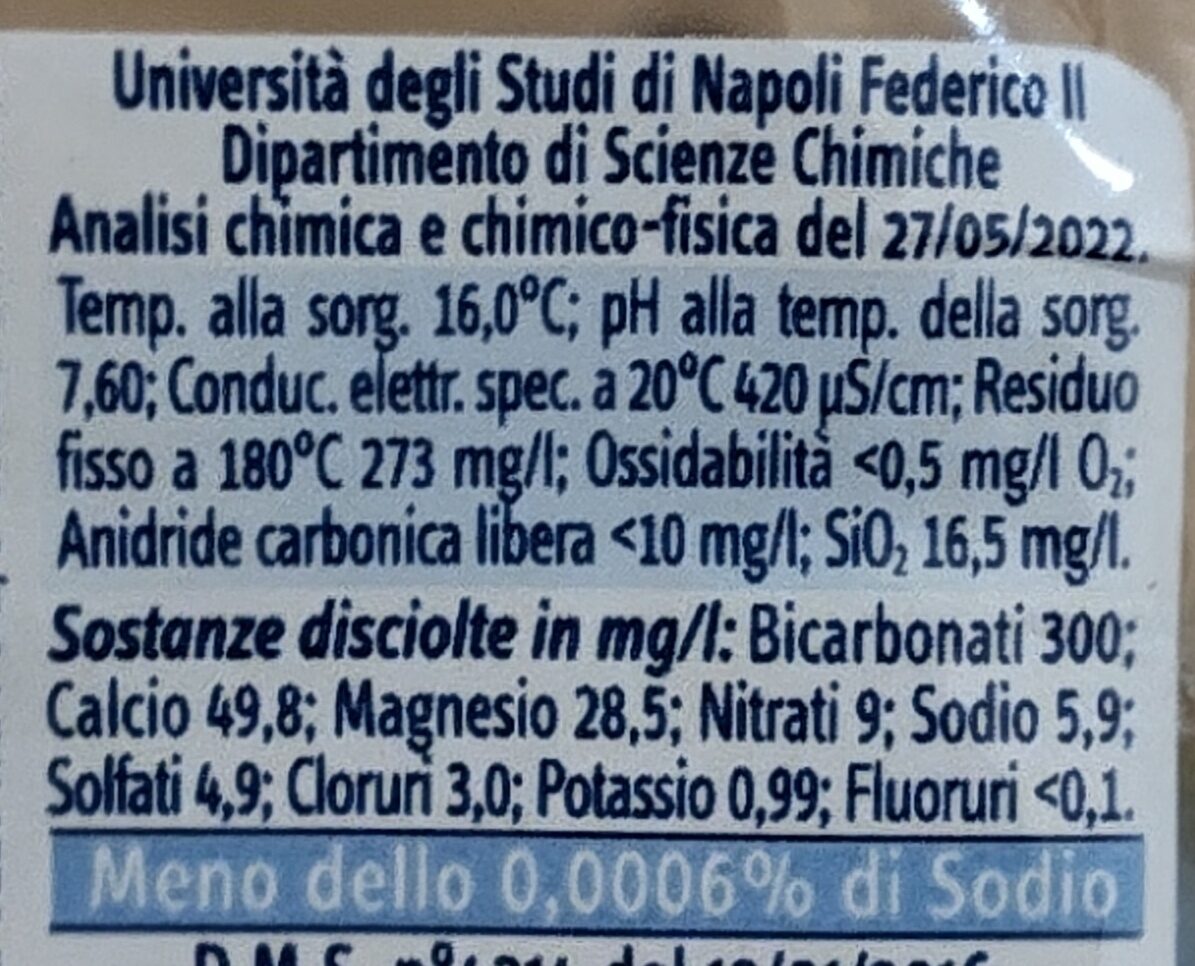 Università degli Studi di Napoli Federico II
Dipartimento di Scienze Chimiche
Analisi chimica e chimico-fisica del 27/05/2022.
Temp. alla sorg. 16,0°C; pH alla temp. della sorg.
7,60; Conduc. elettr. spec. a 20°C 420 µS/cm; Residuo
fisso a 180°C 273 mg/l; Ossidabilità <0,5 mg/l O₂;
Anidride carbonica libera <10 mg/l; SiO₂ 16,5 mg/l.
Sostanze disciolte in mg/l: Bicarbonati 300;
Calcio 49,8; Magnesio 28,5; Nitrati 9; Sodio 5,9;
Solfati 4,9; Cloruri 3,0; Potassio 0,99; Fluoruri <0,1.
Meno dello 0,0006% di Sodio